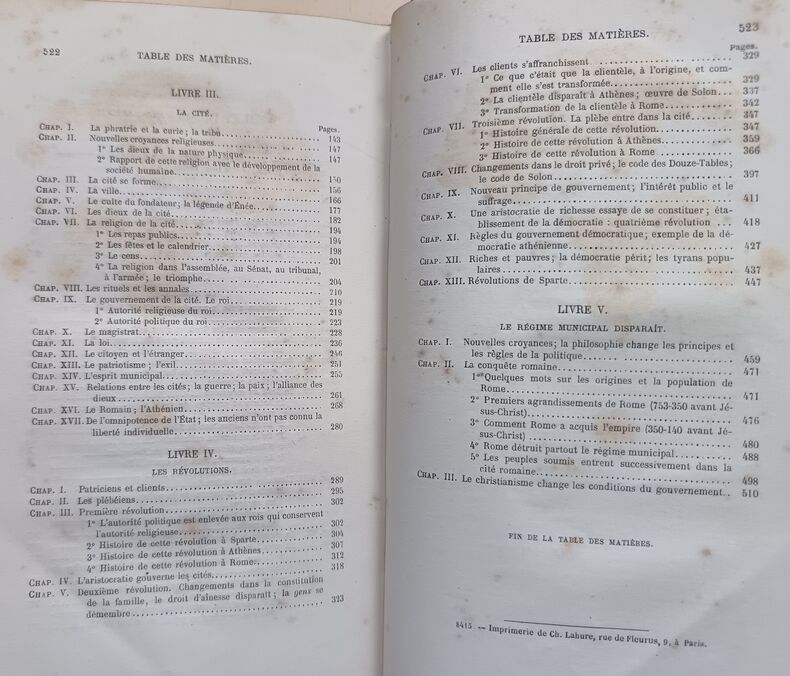 522
TABLE DES MATIÈRES.
LIVRE III.
LA CITÉ.
Pages.
CHAP. I. La phratrie et la curie; la tribu........ 143
CHAP. II. Nouvelles croyances religieuses........ 147
1° Les dieux de la nature physique........ 147
2° Rapport de cette religion avec le développement de la
société humaine........ 150
CHAP. III. La cité se forme........ 156
CHAP. IV. La ville........ 166
CHAP. V. Le culte du fondateur; la légende d'Énée........ 177
CHAP. VI. Les dieux de la cité........ 182
CHAP. VII. La religion de la cité........ 194
1° Les repas publics........ 194
2° Les fêtes et le calendrier........ 198
3° Le cens........ 201
4° La religion dans l'assemblée, au Sénat, au tribunal,
à l'armée; le triomphe........ 204
CHAP. VIII. Les rituels et les annales........ 210
CHAP. IX. Le gouvernement de la cité. Le roi........ 219
1° Autorité religieuse du roi........ 219
2° Autorité politique du roi........ 223
CHAP. X. Le magistrat........ 228
CHAP. XI. La loi........ 236
CHAP. XII. Le citoyen et l'étranger........ 246
CHAP. XIII. Le patriotisme; l'exil........ 251
CHAP. XIV. L'esprit municipal........ 255
CHAP. XV. Relations entre les cités; la guerre; la paix; l'alliance des
dieux........ 261
CHAP. XVI. Le Romain; l'Athénien........ 268
CHAP. XVII. De l'omnipotence de l'État; les anciens n'ont pas connu la
liberté individuelle........ 280
LIVRE IV.
LES RÉVOLUTIONS.
CHAP. I. Patriciens et clients........ 289
CHAP. II. Les plébéiens........ 295
CHAP. III. Première révolution........ 302
1° L'autorité politique est enlevée aux rois qui conservent
l'autorité religieuse........ 302
2° Histoire de cette révolution à Sparte........ 304
3° Histoire de cette révolution à Athènes........ 307
4° Histoire de cette révolution à Rome........ 312
CHAP. IV. L'aristocratie gouverne les cités........ 318
CHAP. V. Deuxième révolution. Changements dans la constitution
de la famille, le droit d'aînesse disparaît; la gens se
démembre........ 323
TABLE DES MATIÈRES.
523
Pages.
CHAP. VI. Les clients s'affranchissent........ 329
1° Ce que c'était que la clientèle, à l'origine, et com-
ment elle s'est transformée........ 329
2° La clientèle disparaît à Athènes; œuvre de Solon.. 337
3° Transformation de la clientèle à Rome........ 342
CHAP. VII. Troisième révolution. La plèbe entre dans la cité...... 347
1° Histoire générale de cette révolution........ 347
2° Histoire de cette révolution à Athènes........ 359
3° Histoire de cette révolution à Rome........ 366
CHAP. VIII. Changements dans le droit privé; le code des Douze-Tables;
le code de Solon........ 397
CHAP. IX. Nouveau principe de gouvernement; l'intérêt public et le
suffrage........ 411
CHAP. X. Une aristocratie de richesse essaye de se constituer; éta-
blissement de la démocratie: quatrième révolution... 418
CHAP. XI. Règles du gouvernement démocratique; exemple de la dé-
mocratie athénienne........ 427
CHAP. XII. Riches et pauvres; la démocratie périt; les tyrans popu-
laires........ 437
CHAP. XIII. Révolutions de Sparte........ 447
LIVRE V.
LE RÉGIME MUNICIPAL DISPARAÎT.
CHAP. I. Nouvelles croyances; la philosophie change les principes et
les règles de la politique........ 459
CHAP. II. La conquête romaine........ 471
1° Quelques mots sur les origines et la population de
Rome........ 471
2° Premiers agrandissements de Rome (753-350 avant Jé-
sus-Christ)........ 476
3° Comment Rome a acquis l'empire (350-140 avant Jé-
sus-Christ)........ 480
4° Rome détruit partout le régime municipal........ 488
5° Les peuples soumis entrent successivement dans la
cité romaine........ 498
CHAP. III. Le christianisme change les conditions du gouvernement.. 510
FIN DE LA TABLE DES MATIÈRES.
8415. — Imprimerie de Ch. Lahure, rue de Fleurus, 9, à Paris.